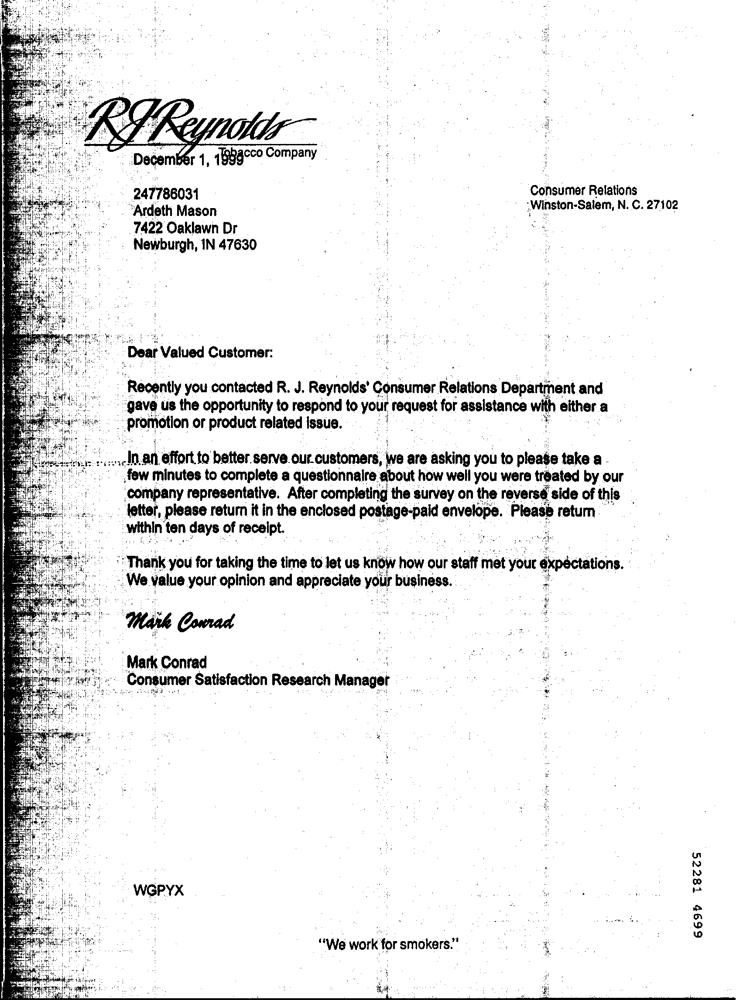 RJReynolds
Tobacco Company
December 1, 1999
247786031
Ardeth Mason
7422 Oaklawn Dr
Newburgh, IN 47630
Consumer Relations
Winston-Salem, N. C. 27102
Dear Valued Customer:
Recently you contacted R. J. Reynolds' Consumer Relations Department and
gave us the opportunity to respond to your request for assistance with either a
promotion or product related issue.
In an effort to better serve our customers, we are asking you to please take a
few minutes to complete a questionnaire about how well you were treated by our
company representative. After completing the survey on the reverse side of this
letter, please return it in the enclosed postage-paid envelope. Please return
within ten days of receipt.
Thank you for taking the time to let us know how our staff met your expectations.
We value your opinion and appreciate your business.
Mark Conrad
Mark Conrad
Consumer Satisfaction Research Manager
WGPYX
52281 4699
"We work for smokers."